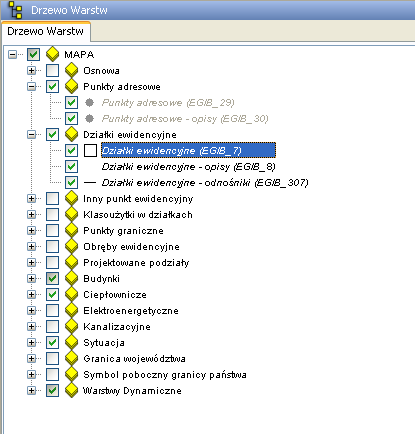 Drzewo Warstw
Drzewo Warstw
MAPA
Osnowa
Punkty adresowe
Punkty adresowe (EGIB_29)
Punkty adresowe - opisy (EGIB_30)
Działki ewidencyjne
Działki ewidencyjne (EGIB_7)
Działki ewidencyjne - opisy (EGIB_8)
Działki ewidencyjne - odnośniki (EGIB_307)
Inny punkt ewidencyjny
Klasoużytki w działkach
Punkty graniczne
Obręby ewidencyjne
Projektowane podziały
Budynki
Ciepłownicze
Elektroenergetyczne
Kanalizacyjne
Sytuacja
Granica województwa
Symbol poboczny granicy państwa
Warstwy Dynamiczne